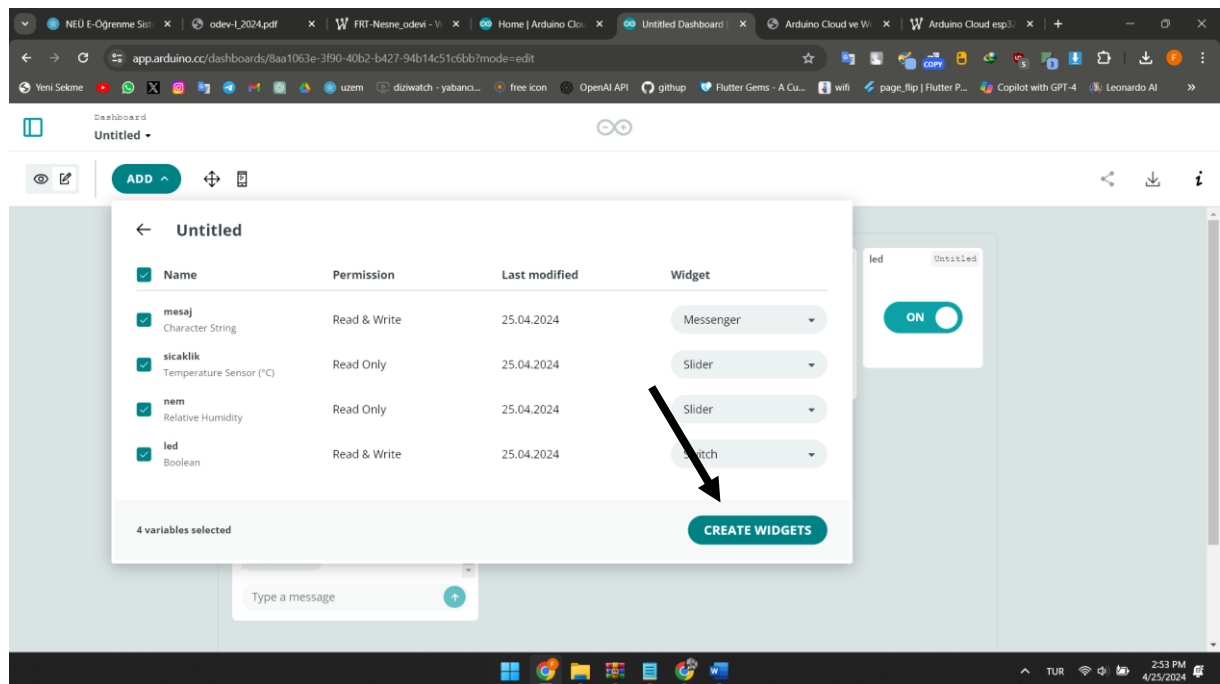 NEÜ E-Öğrenme Sist
odev-I_2024.pdf
FRT-Nesne_odevi - W
Home | Arduino Clou
Untitled Dashboard |
Arduino Cloud ve W
Arduino Cloud esp32
app.arduino.cc/dashboards/8aa1063e-3f90-40b2-b427-94b14c51c6bb?mode=edit
Yeni Sekme
uzem
diziwatch - yabancı...
free icon
OpenAI API
githup
Flutter Gems - A Cu...
wifi
page_flip | Flutter P...
Copilot with GPT-4
Leonardo AI
Dashboard
Untitled
ADD
Untitled
Name Permission Last modified Widget
mesaj
Character String
Read & Write 25.04.2024 Messenger
sicaklik
Temperature Sensor (°C)
Read Only 25.04.2024 Slider
nem
Relative Humidity
Read Only 25.04.2024 Slider
led
Boolean
Read & Write 25.04.2024 Switch
4 variables selected
CREATE WIDGETS
led Untitled
ON
Type a message
TUR
2:53 PM
4/25/2024